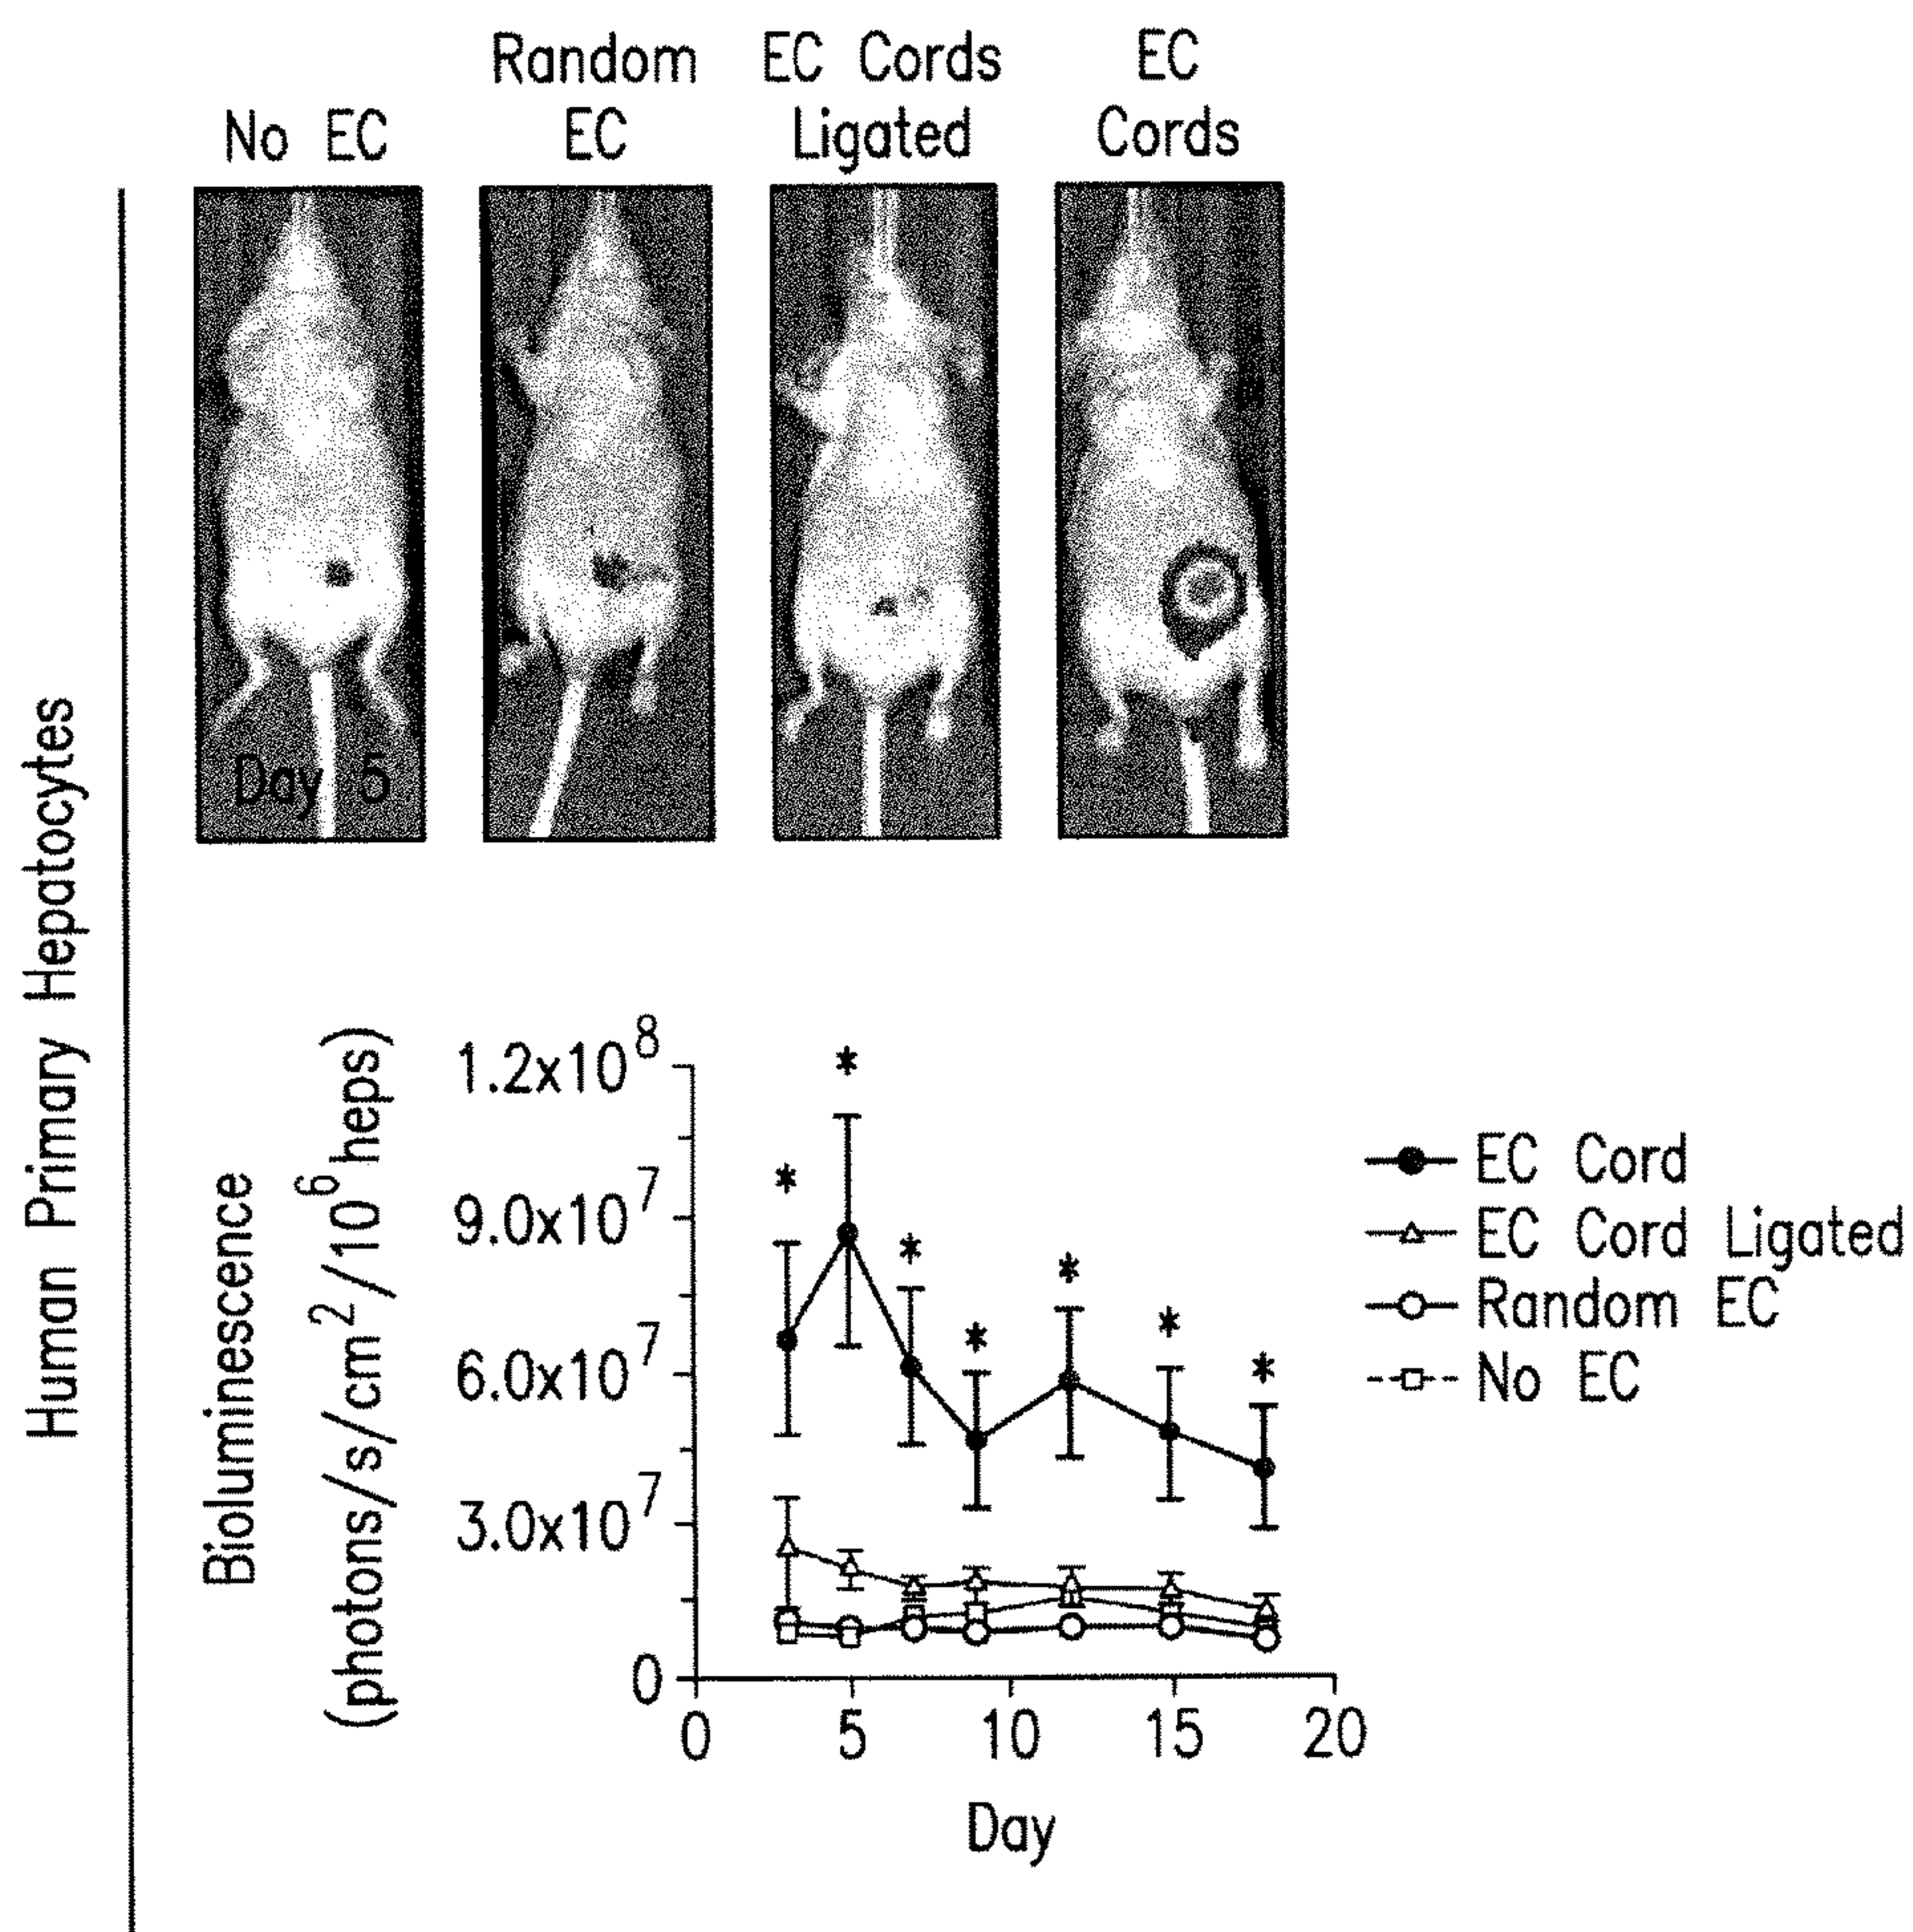 No EC
Random
EC
EC Cords
Ligated
EC
Cords
Day 5
Human Primary Hepatocytes
Bioluminescence
(photons/s/cm²/10⁶ heps)
1.2x10⁸
*
9.0x10⁷
*
*
6.0x10⁷
*
*
*
*
3.0x10⁷
0
0 5 10 15 20
Day
EC Cord
EC Cord Ligated
Random EC
No EC